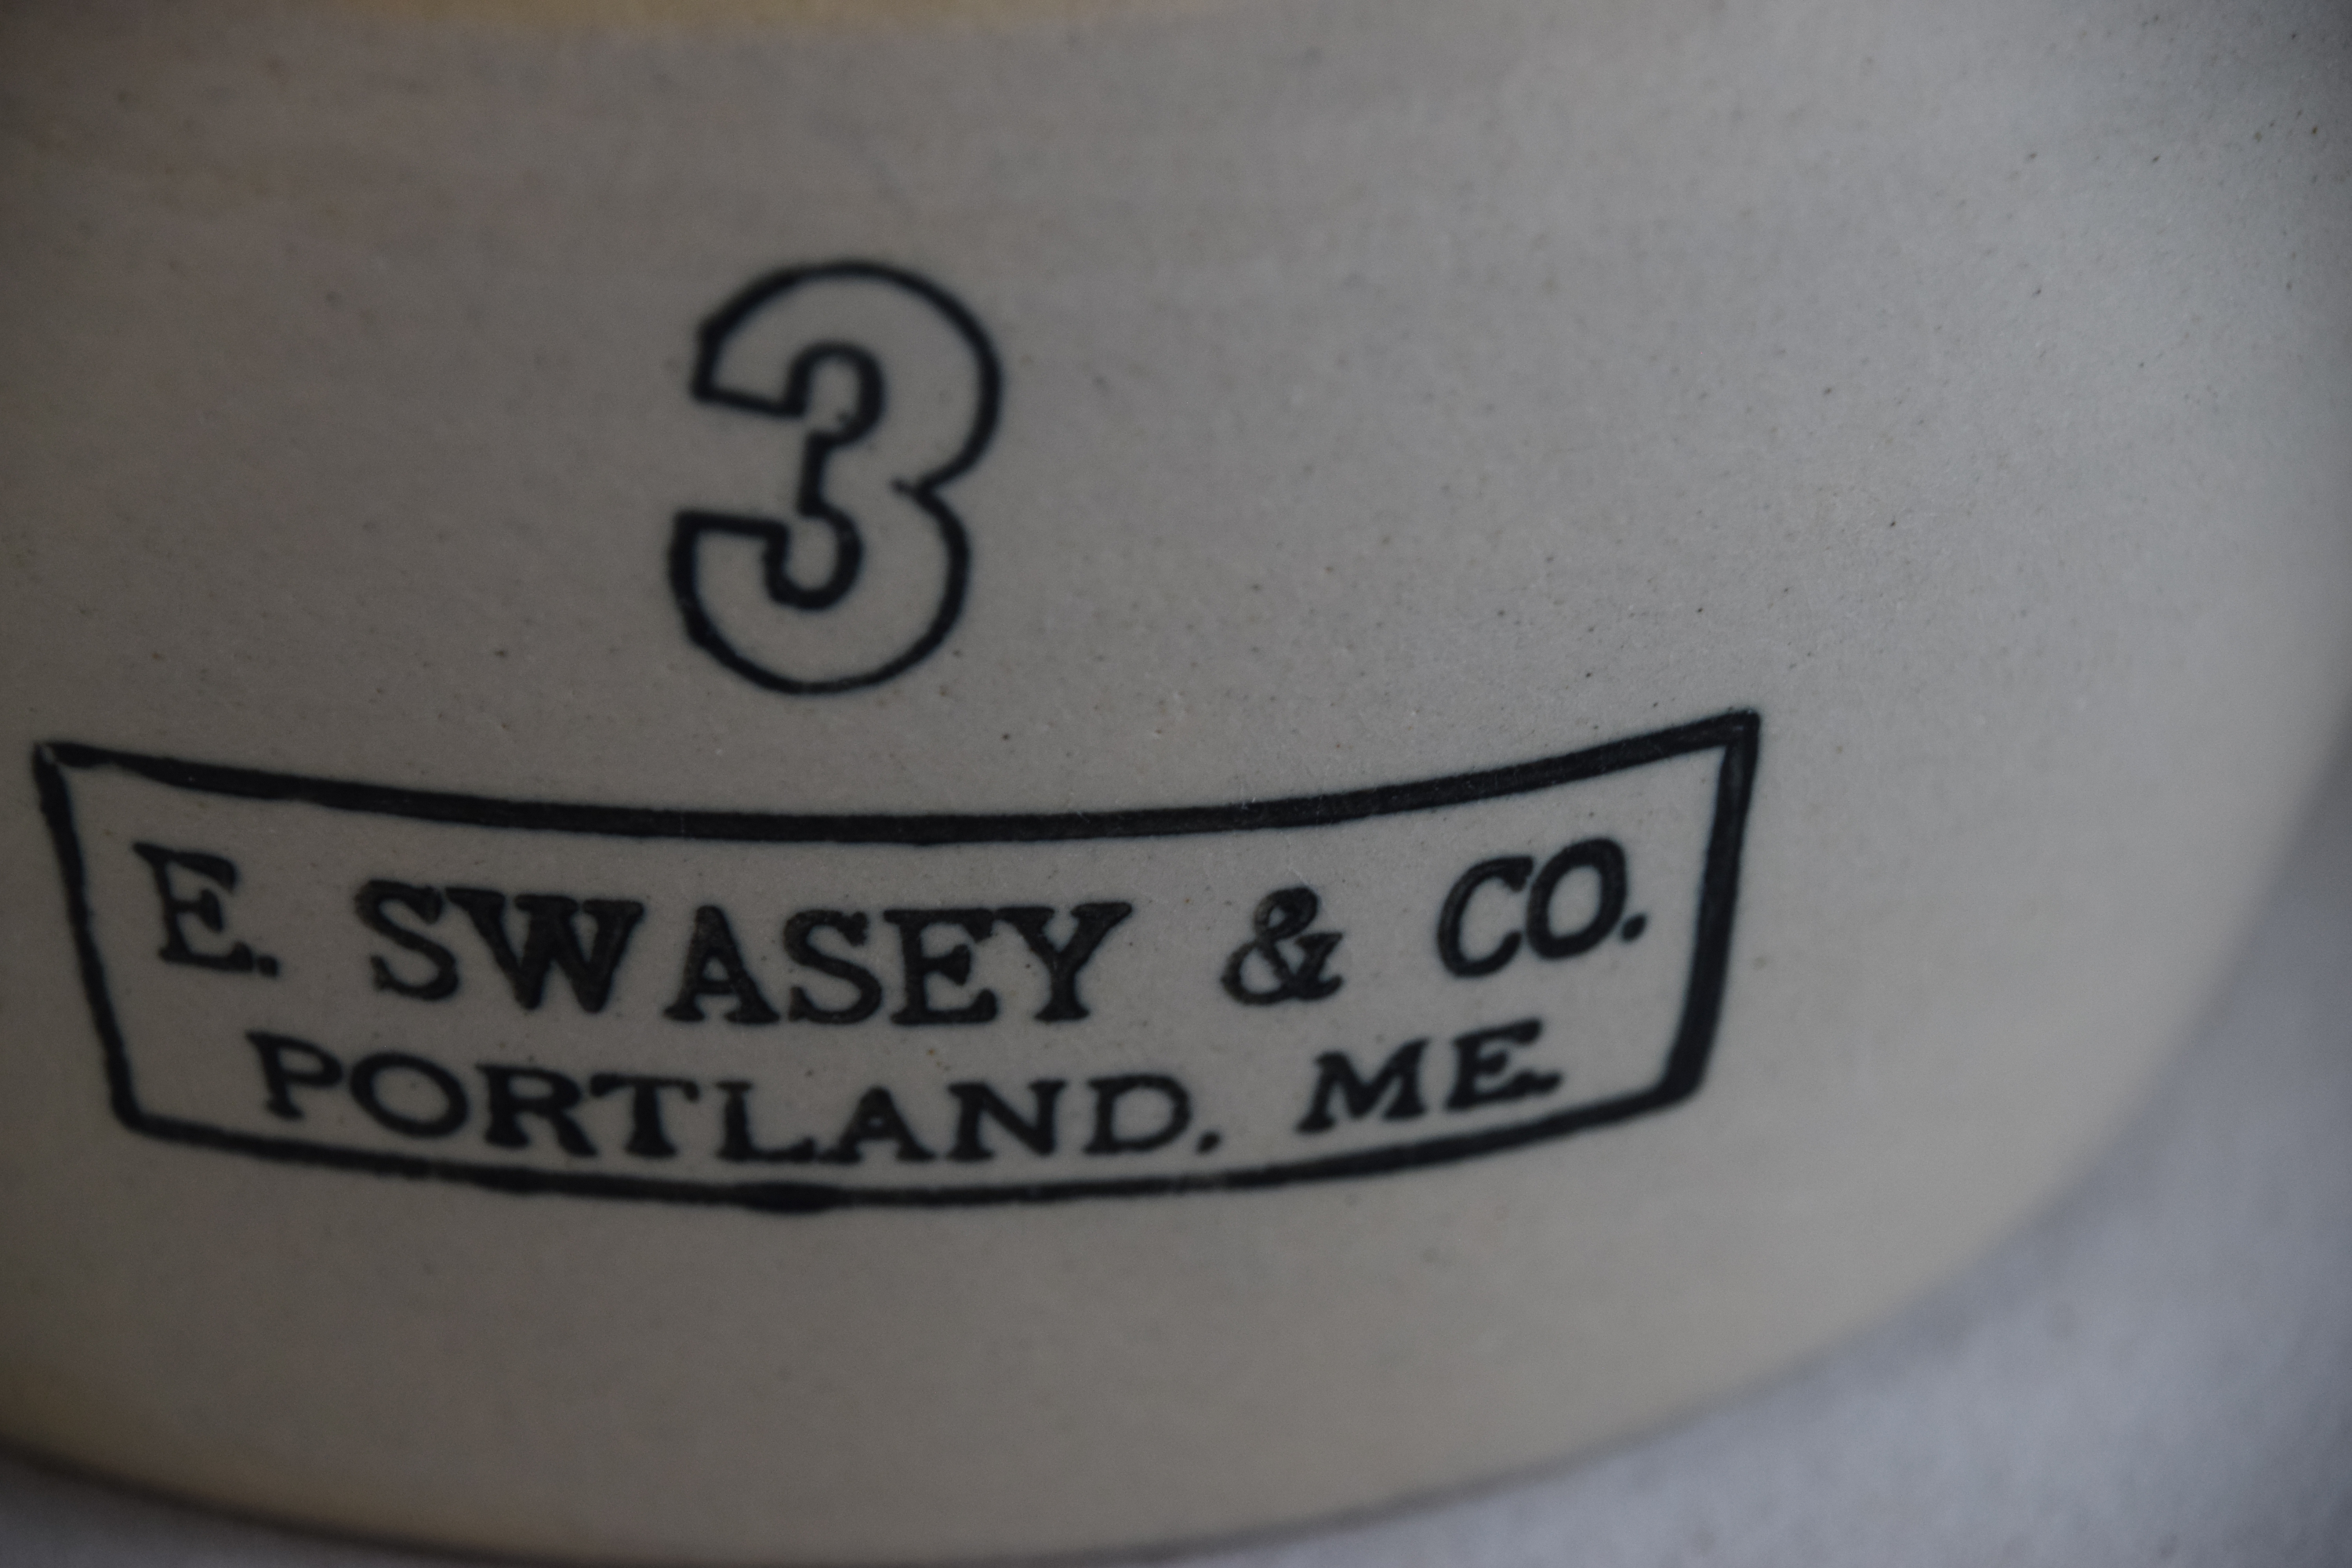 3
E. SWASEY & CO.
PORTLAND, ME.